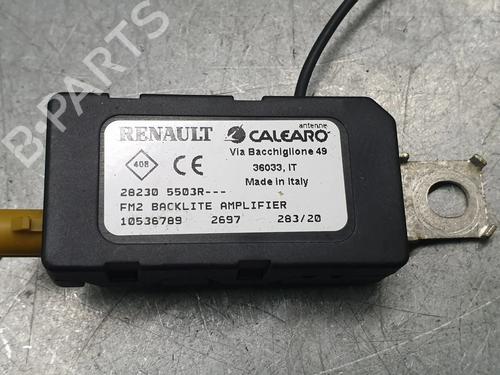 B-PARTS
RENAULT
antenne
CALEARO
Via Bacchiglione 49
408
CE
36033, IT
Made in Italy
28230 5503R---
FM2 BACKLITE AMPLIFIER
10536789 2697 283/20